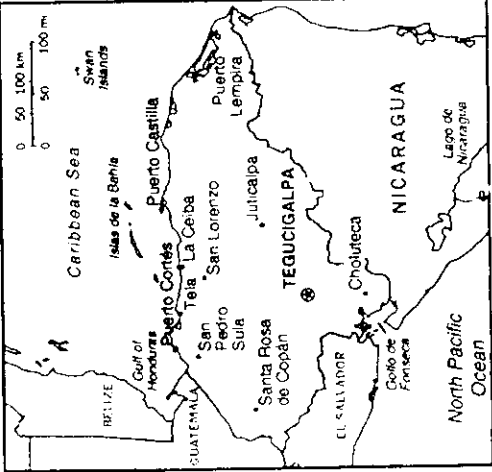 0 50 100 km
0 50 100 mi
Swan
Islands
Caribbean Sea
Islas de la Bahía
BELIZE
Gulf of
Honduras
Puerto Cortés
Puerto Castilla
Tela
La Ceiba
Puerto
Lempira
GUATEMALA
San
Pedro
Sula
San Lorenzo
Juticalpa
Santa Rosa
de Copán
TEGUCIGALPA
EL SALVADOR
Choluteca
NICARAGUA
Golfo de
Fonseca
Lago de
Nicaragua
North Pacific
Ocean